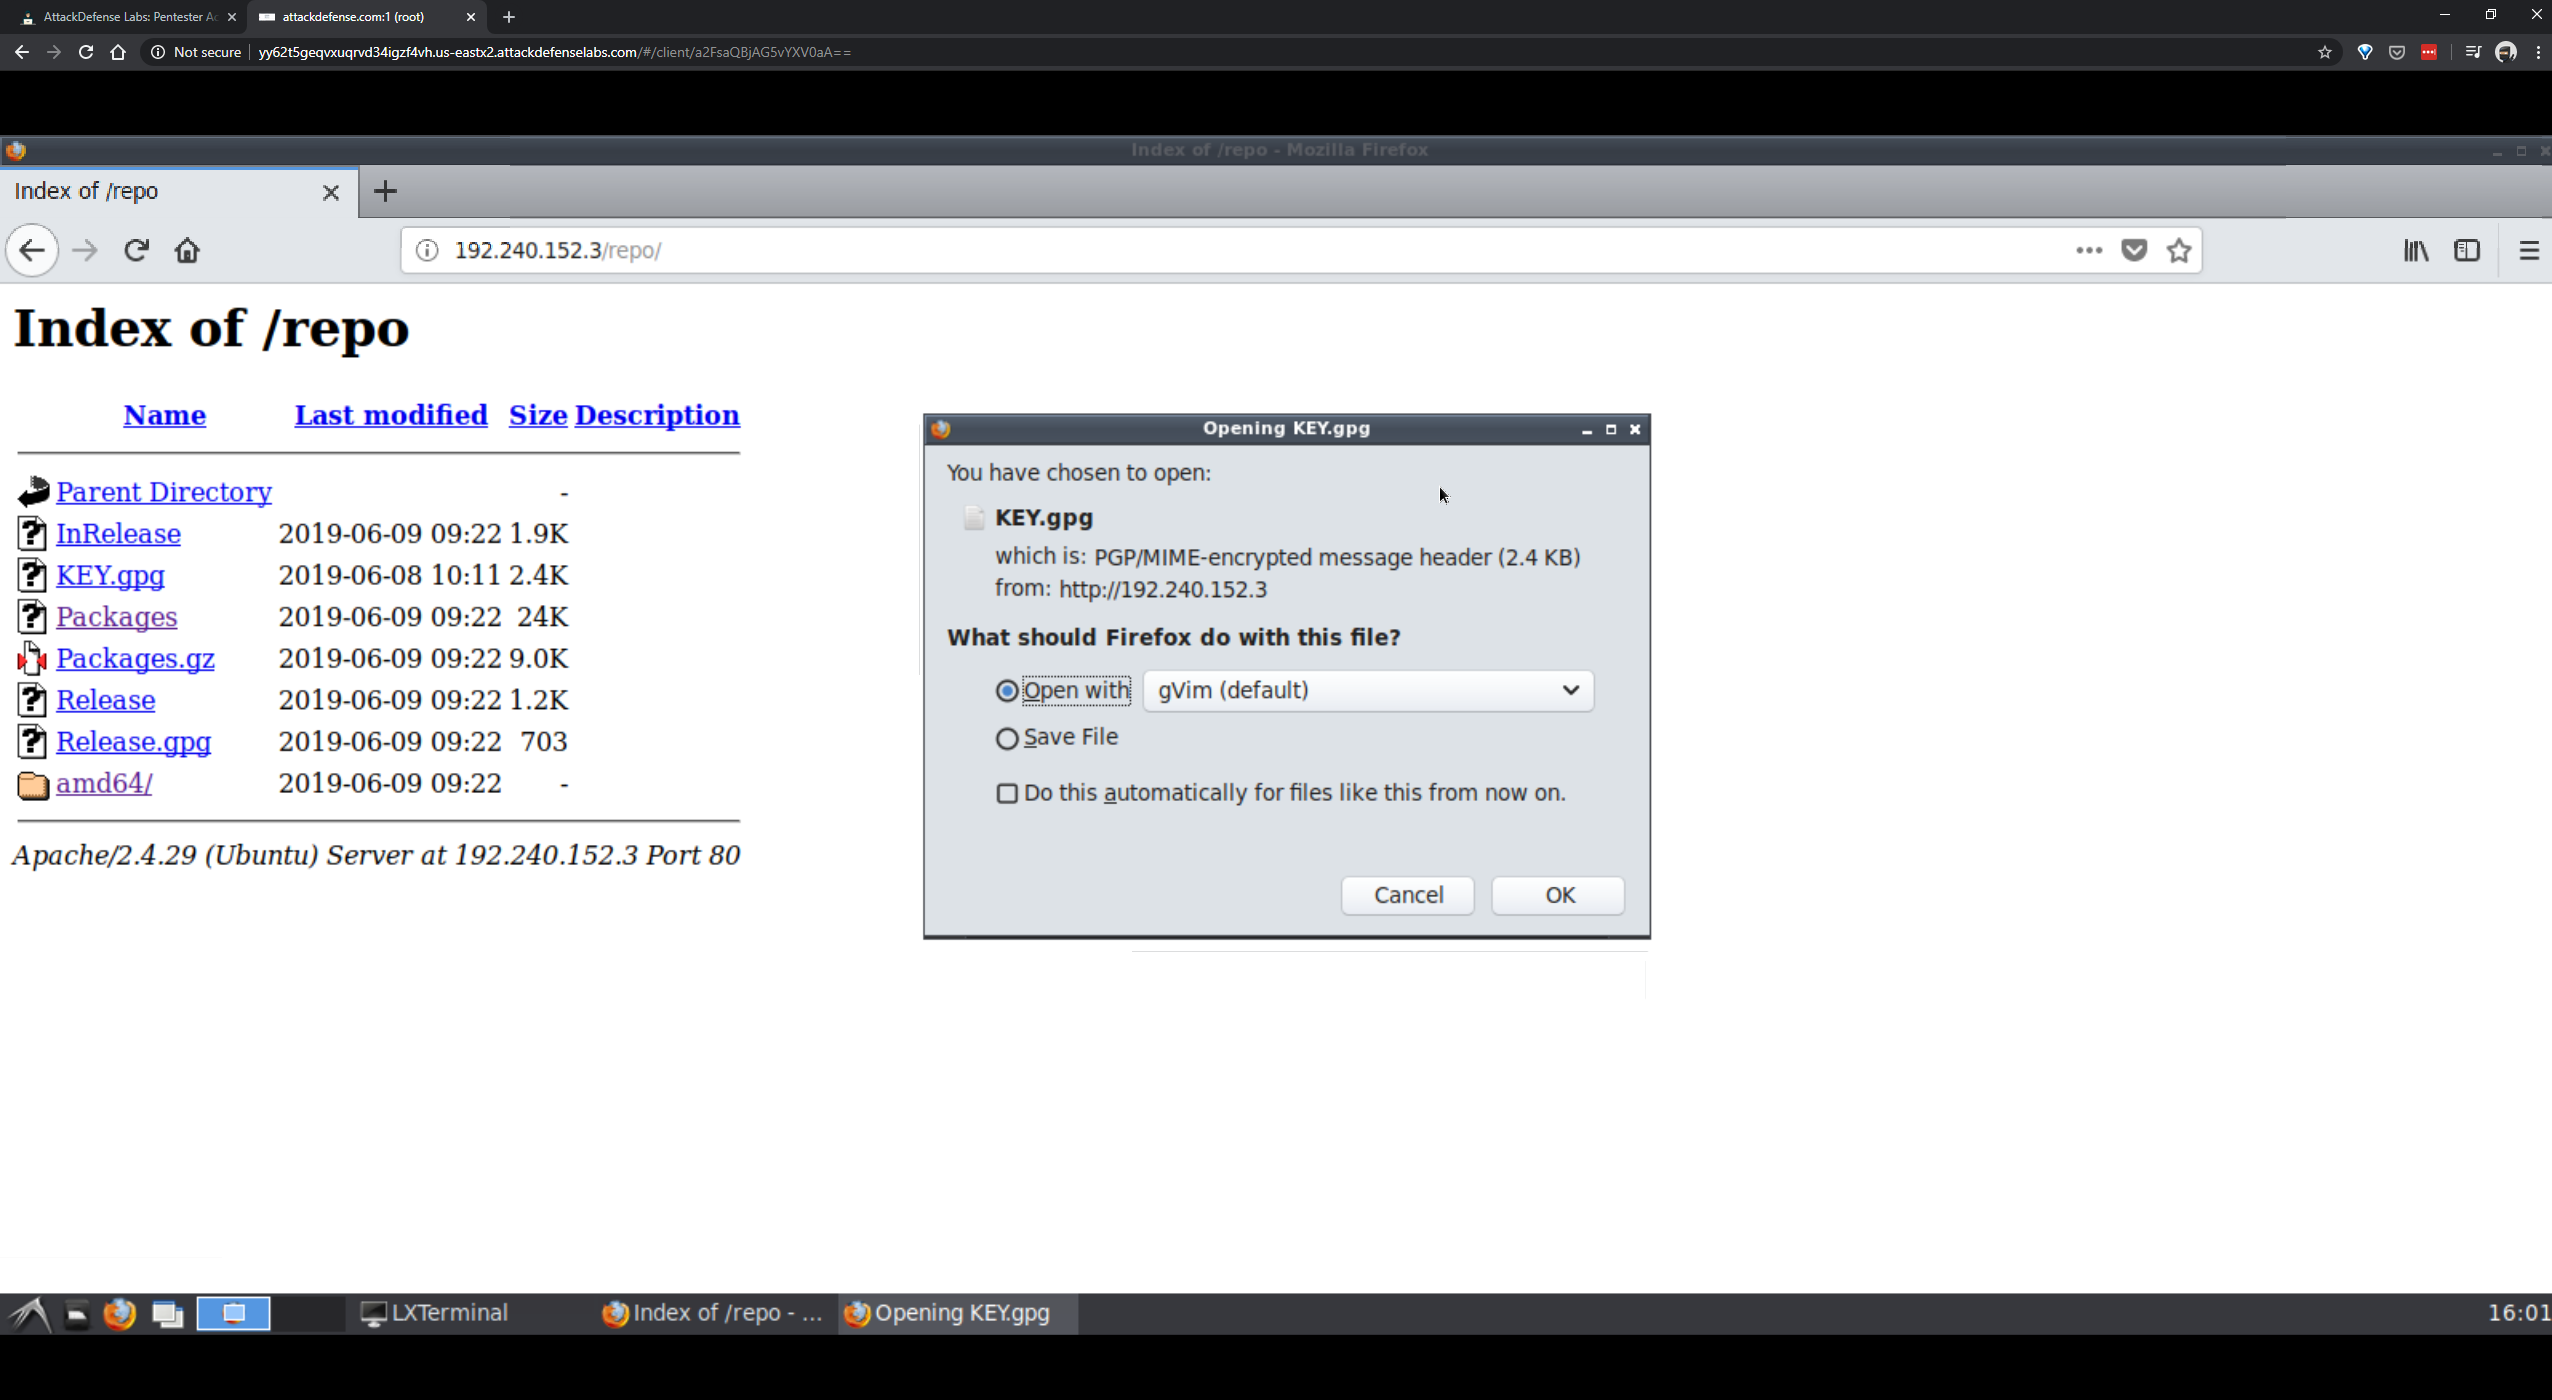 AttackDefense Labs: Pentester Ac
attackdefense.com:1 (root)
Not secure
yy62t5geqvxuqrvd34igzf4vh.us-eastx2.attackdefenselabs.com/#/client/a2FsaQBjAG5vYXV0aA==
Index of /repo - Mozilla Firefox
Index of /repo
192.240.152.3/repo/
Index of /repo
Name Last modified Size Description
Parent Directory -
InRelease 2019-06-09 09:22 1.9K
KEY.gpg 2019-06-08 10:11 2.4K
Packages 2019-06-09 09:22 24K
Packages.gz 2019-06-09 09:22 9.0K
Release 2019-06-09 09:22 1.2K
Release.gpg 2019-06-09 09:22 703
amd64/ 2019-06-09 09:22 -
Apache/2.4.29 (Ubuntu) Server at 192.240.152.3 Port 80
Opening KEY.gpg
You have chosen to open:
KEY.gpg
which is: PGP/MIME-encrypted message header (2.4 KB)
from: http://192.240.152.3
What should Firefox do with this file?
Open with gVim (default)
Save File
Do this automatically for files like this from now on.
Cancel OK
LXTerminal
Index of /repo - ...
Opening KEY.gpg
16:01